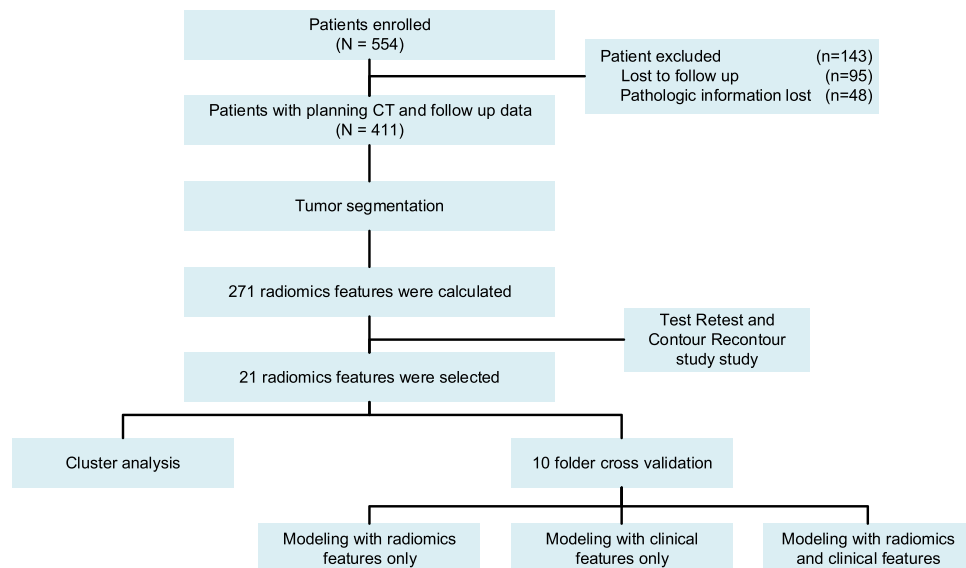 Patients enrolled
(N = 554)
Patient excluded (n=143)
Lost to follow up (n=95)
Pathologic information lost (n=48)
Patients with planning CT and follow up data
(N = 411)
Tumor segmentation
271 radiomics features were calculated
Test Retest and
Contour Recontour
study study
21 radiomics features were selected
Cluster analysis
10 folder cross validation
Modeling with radiomics
features only
Modeling with clinical
features only
Modeling with radiomics
and clinical features